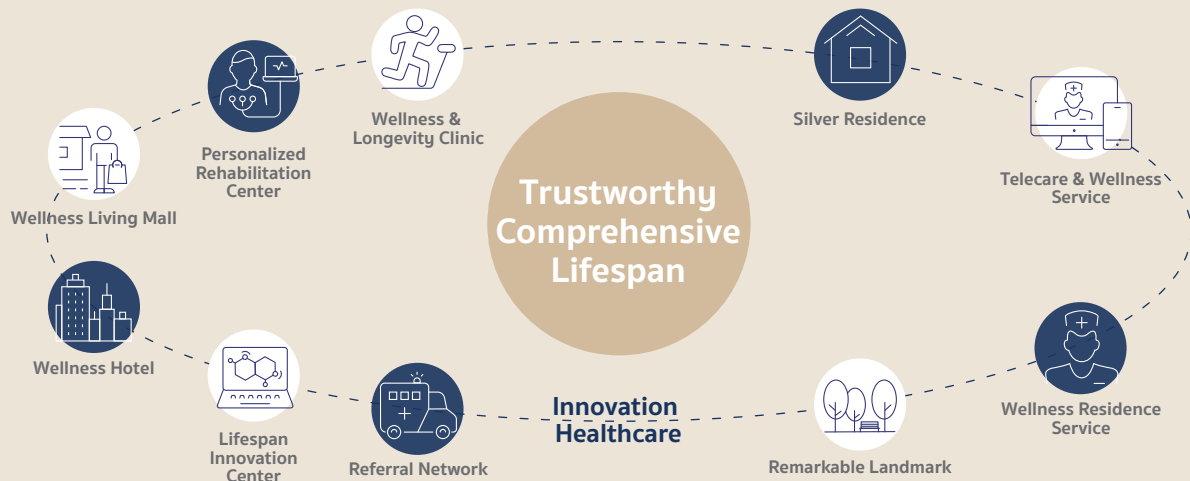 Wellness &
Longevity Clinic
Silver Residence
Personalized
Rehabilitation
Center
Telecare & Wellness
Service
Wellness Living Mall
Trustworthy
Comprehensive
Lifespan
Wellness Hotel
Wellness Residence
Service
Innovation
Healthcare
Lifespan
Innovation
Center
Referral Network
Remarkable Landmark